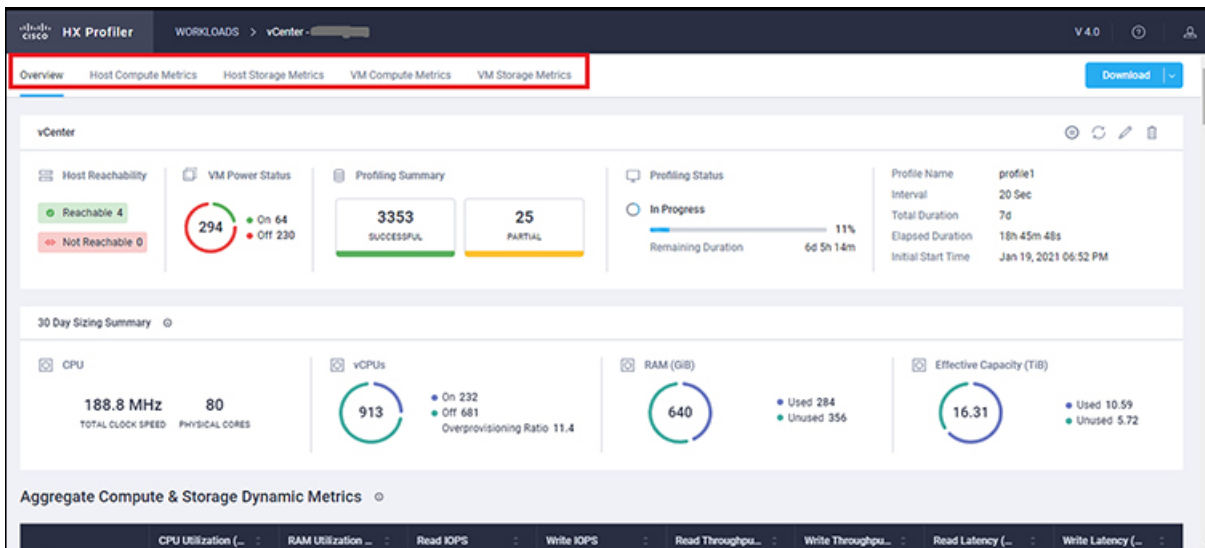 cisco HX Profiler WORKLOADS > vCenter - V 4.0
Overview Host Compute Metrics Host Storage Metrics VM Compute Metrics VM Storage Metrics Download
vCenter
Host Reachability VM Power Status Profiling Summary Profiling Status Profile Name profile1
Interval 20 Sec
Reachable 4 294 On 64 3353 25 In Progress Total Duration 7d
Off 230 SUCCESSFUL PARTIAL 11% Elapsed Duration 18h 45m 48s
Not Reachable 0 Remaining Duration 6d 5h 14m Initial Start Time Jan 19, 2021 06:52 PM
30 Day Sizing Summary
CPU vCPUs RAM (GiB) Effective Capacity (TiB)
188.8 MHz 80 913 On 232 640 Used 284 16.31 Used 10.59
TOTAL CLOCK SPEED PHYSICAL CORES Off 681 Unused 356 Unused 5.72
Overprovisioning Ratio 11.4
Aggregate Compute & Storage Dynamic Metrics
CPU Utilization (... RAM Utilization ... Read IOPS Write IOPS Read Throughpu... Write Throughpu... Read Latency (... Write Latency (...